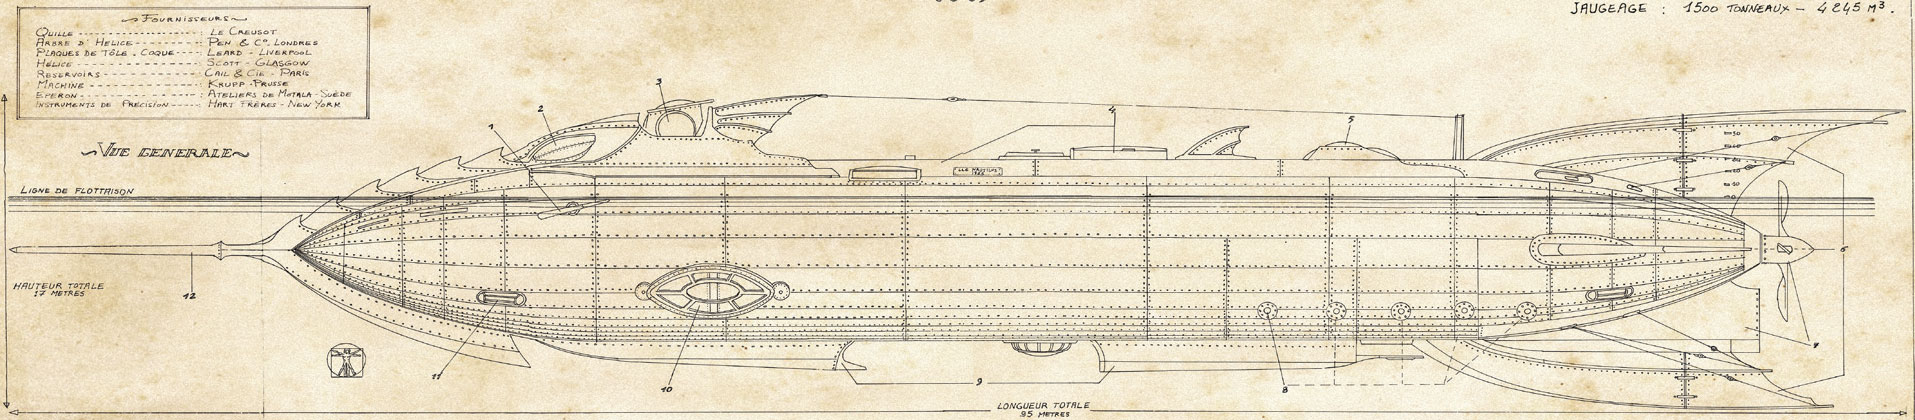 JAUGEAGE : 1500 TONNEAUX - 4845 M³.
FOURNISSEURS
QUILLE --------- : LE CREUSOT
ARBRE D'HELICE --------- : PEN & Cº. LONDRES
PLAQUES DE TÔLE. COQUE ---- : LEARD - LIVERPOOL
HELICE --------- : SCOTT - GLASGOW
RESERVOIRS --------- : CAIL & CIE - PARIS
MACHINE --------- : KRUPP - PRUSSE
EPERON --------- : ATELIERS DE MOTALA - SUÈDE
INSTRUMENTS DE PRECISION ----- : HART FRÈRES - NEW YORK
VUE GENERALE
LIGNE DE FLOTTAISON
HAUTEUR TOTALE
17 METRES
1
2
3
4
5
6
7
8
9
10
11
12
LONGUEUR TOTALE
95 METRES